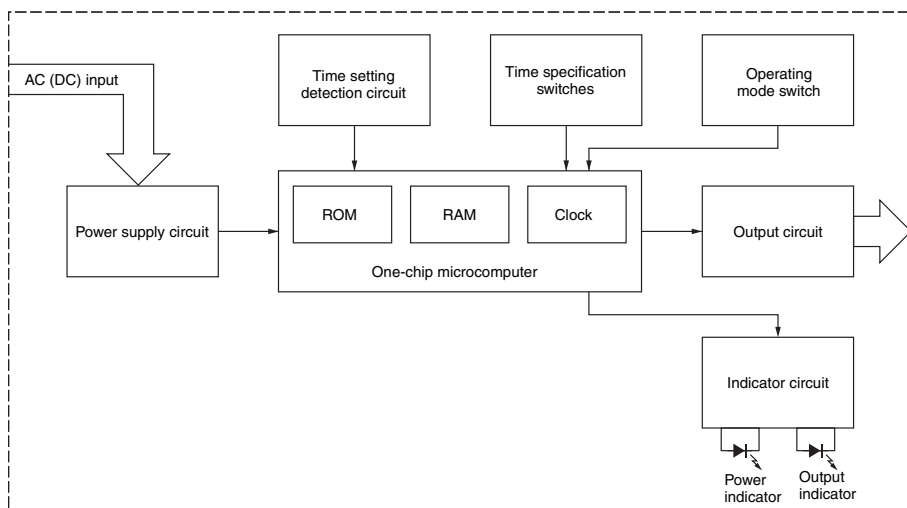 AC (DC) input
Time setting
detection circuit
Time specification
switches
Operating
mode switch
Power supply circuit
ROM
RAM
Clock
One-chip microcomputer
Output circuit
Indicator circuit
Power
indicator
Output
indicator